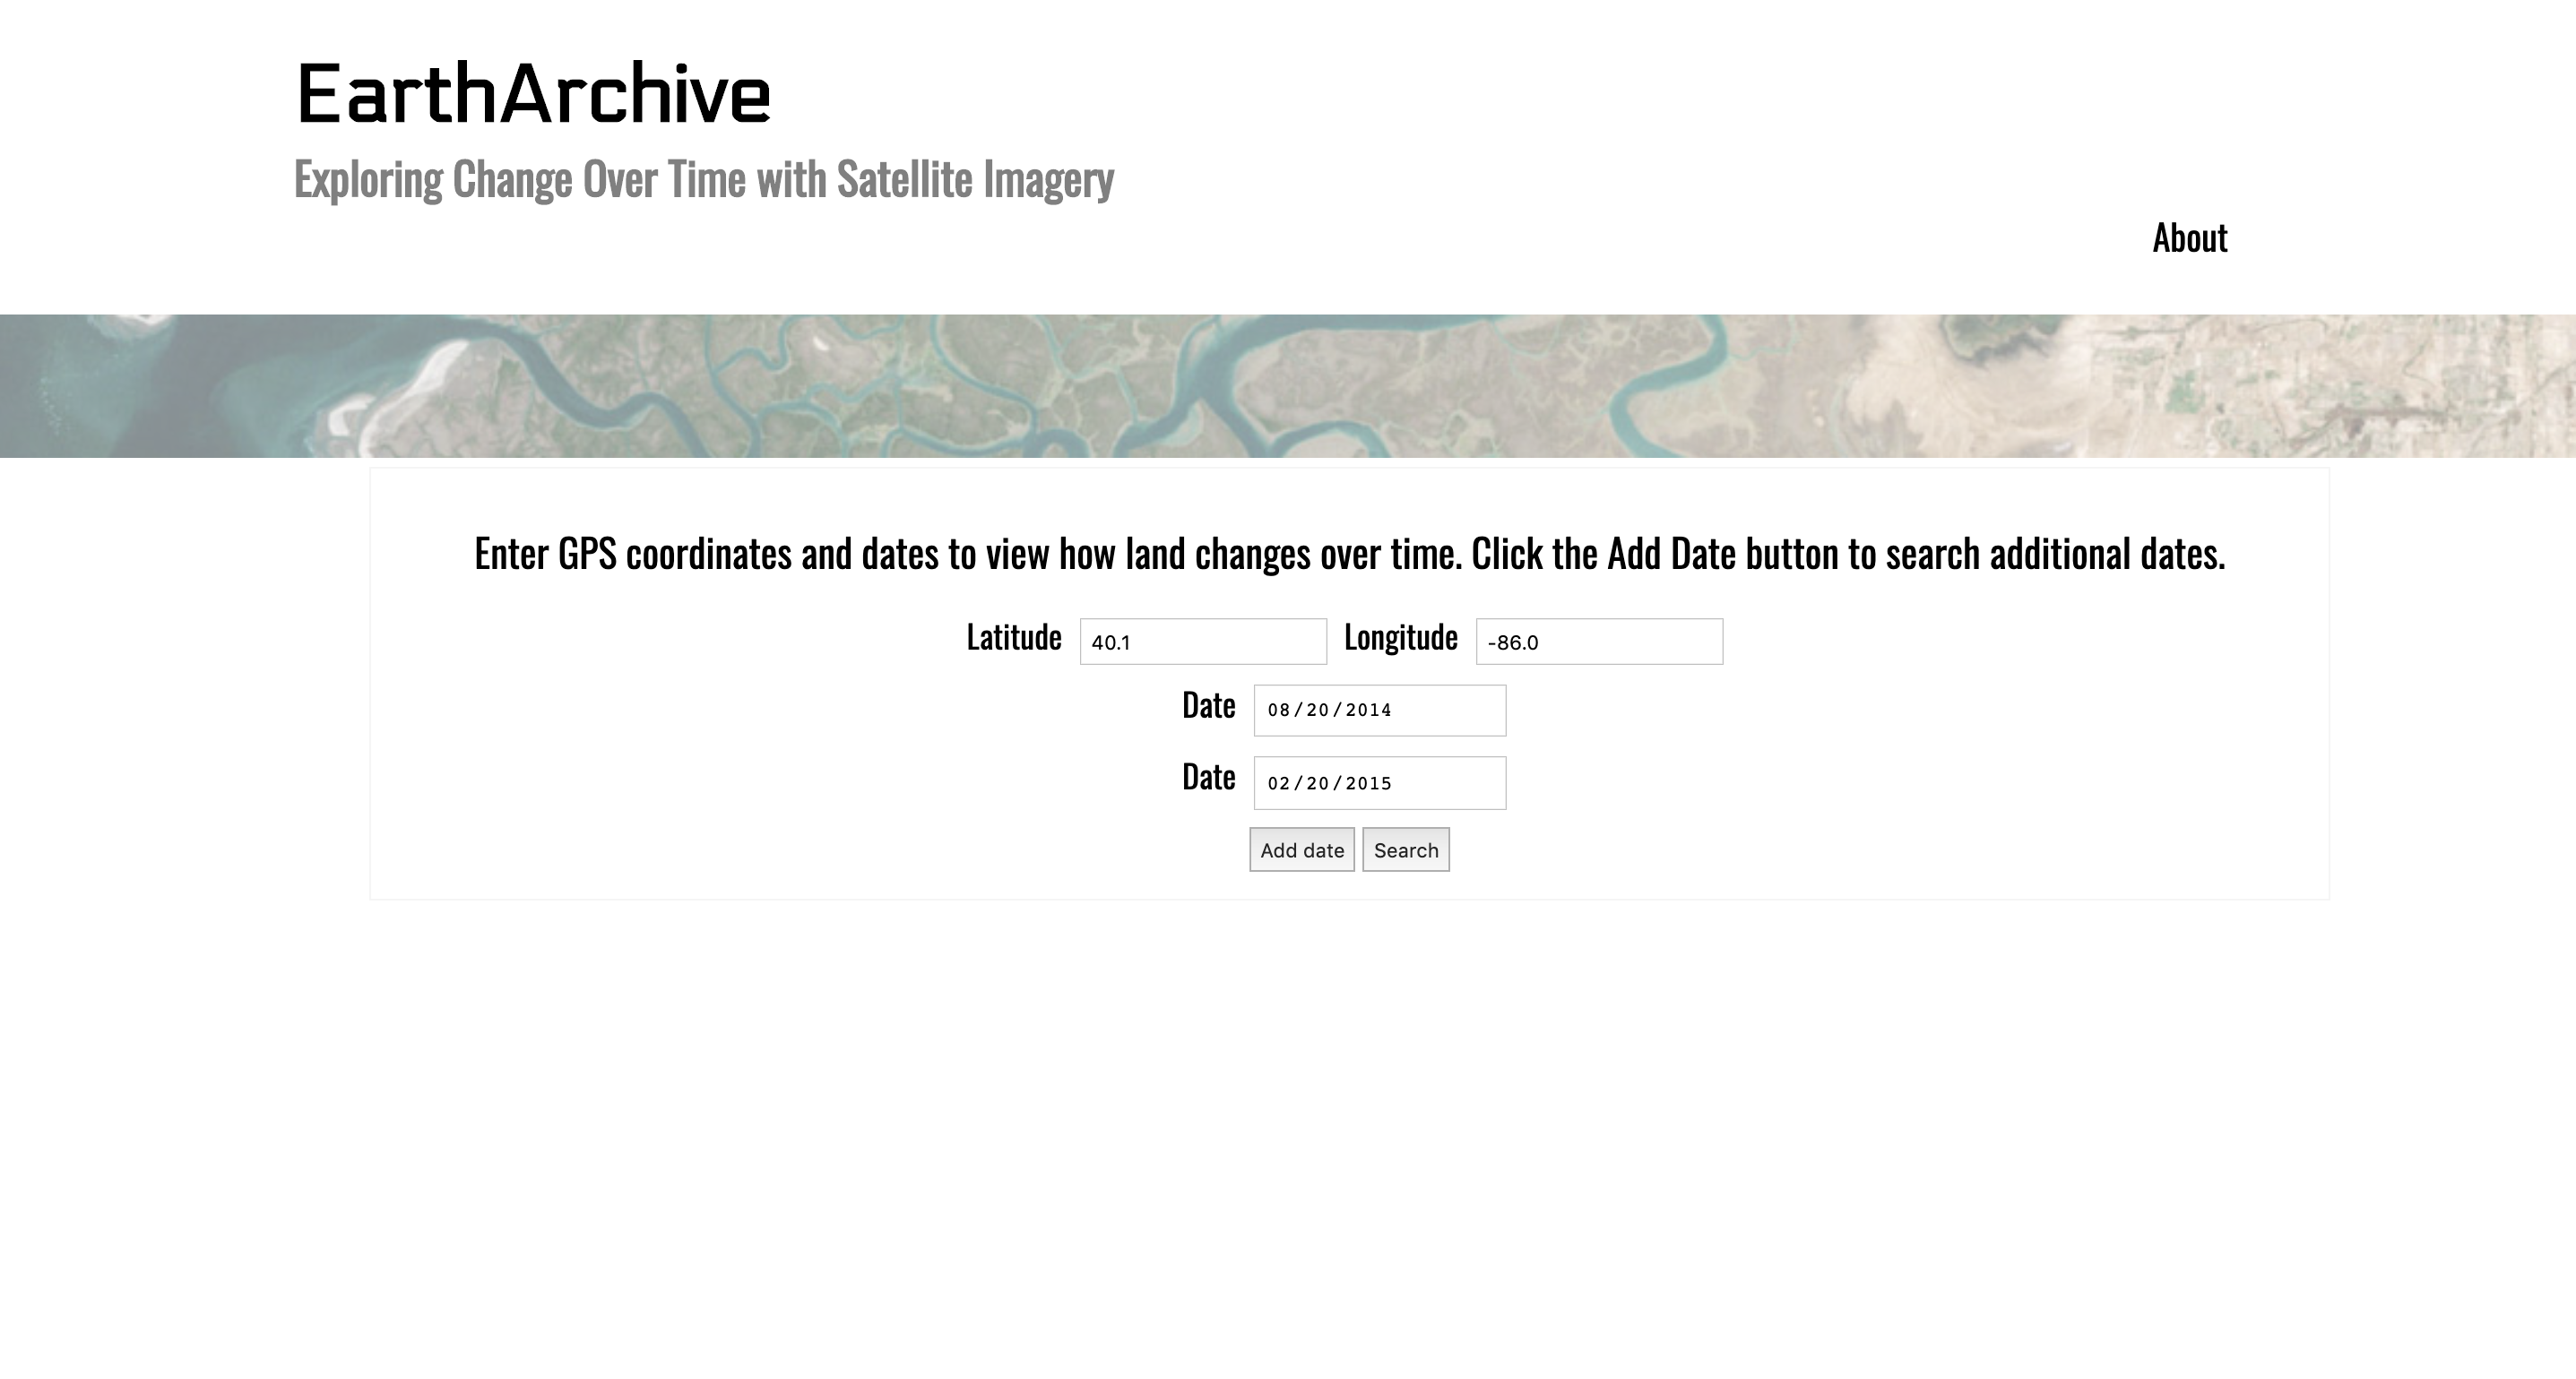 EarthArchive
Exploring Change Over Time with Satellite Imagery
About
Enter GPS coordinates and dates to view how land changes over time. Click the Add Date button to search additional dates.
Latitude 40.1 Longitude -86.0
Date 08/20/2014
Date 02/20/2015
Add date Search